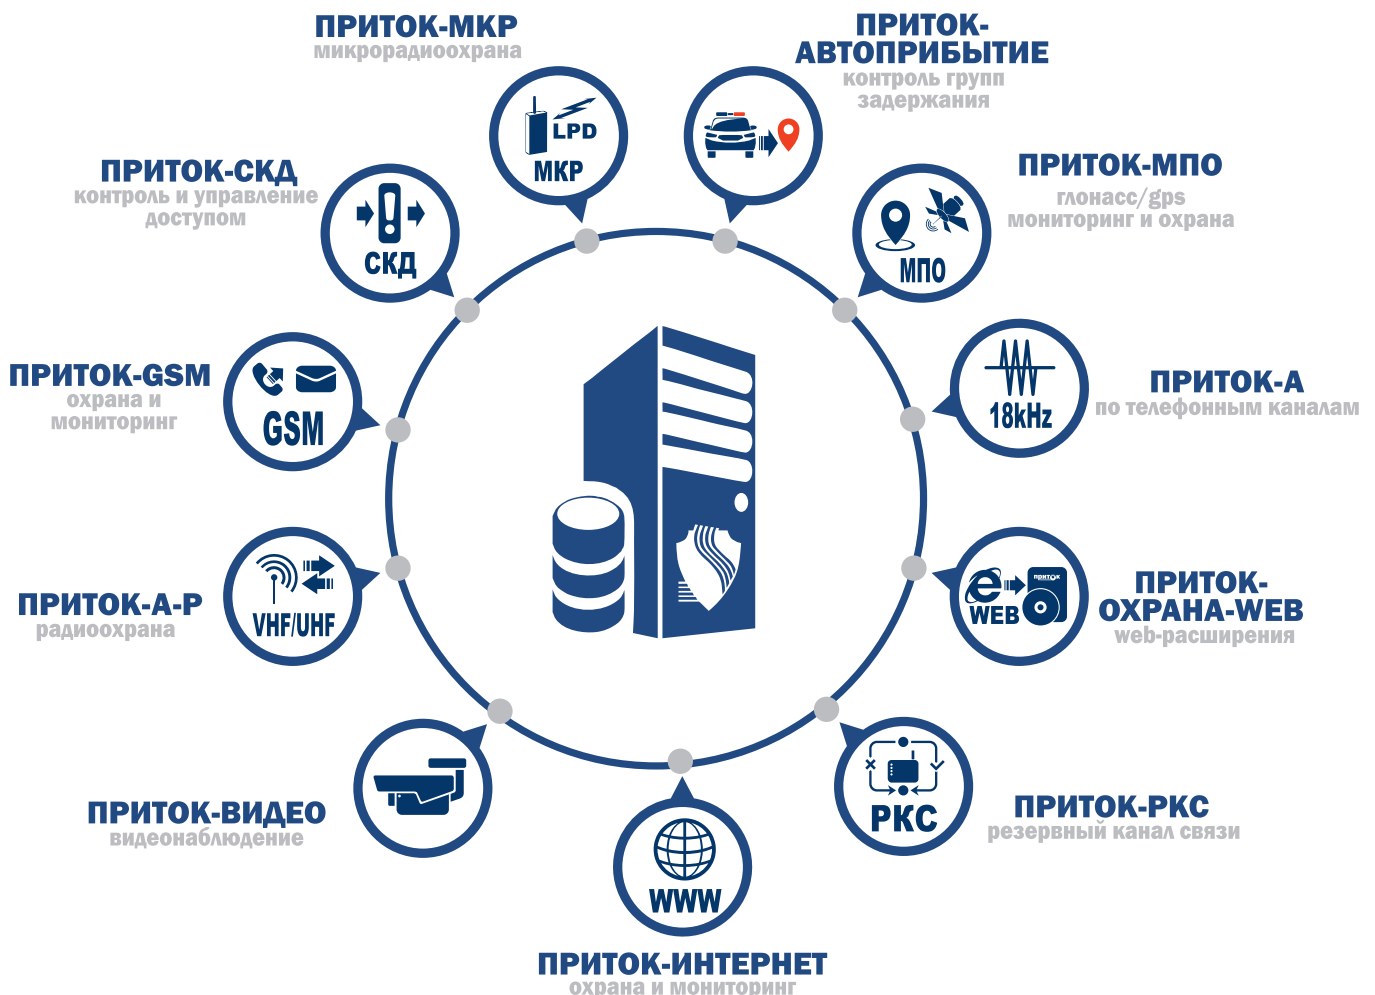 ПРИТОК-МКР
микрорадиоохрана
LPD
МКР
ПРИТОК-
АВТОПРИБЫТИЕ
контроль групп
задержания
ПРИТОК-СКД
контроль и управление
доступом
СКД
ПРИТОК-МПО
глонасс/gps
мониторинг и охрана
МПО
ПРИТОК-GSM
охрана и
мониторинг
GSM
ПРИТОК-А
по телефонным каналам
18kHz
ПРИТОК-А-Р
радиоохрана
VHF/UHF
ПРИТОК-
ОХРАНА-WEB
web-расширения
e
ПРИТОК
WEB
ПРИТОК-ВИДЕО
видеонаблюдение
ПРИТОК-РКС
резервный канал связи
РКС
WWW
ПРИТОК-ИНТЕРНЕТ
охрана и мониторинг